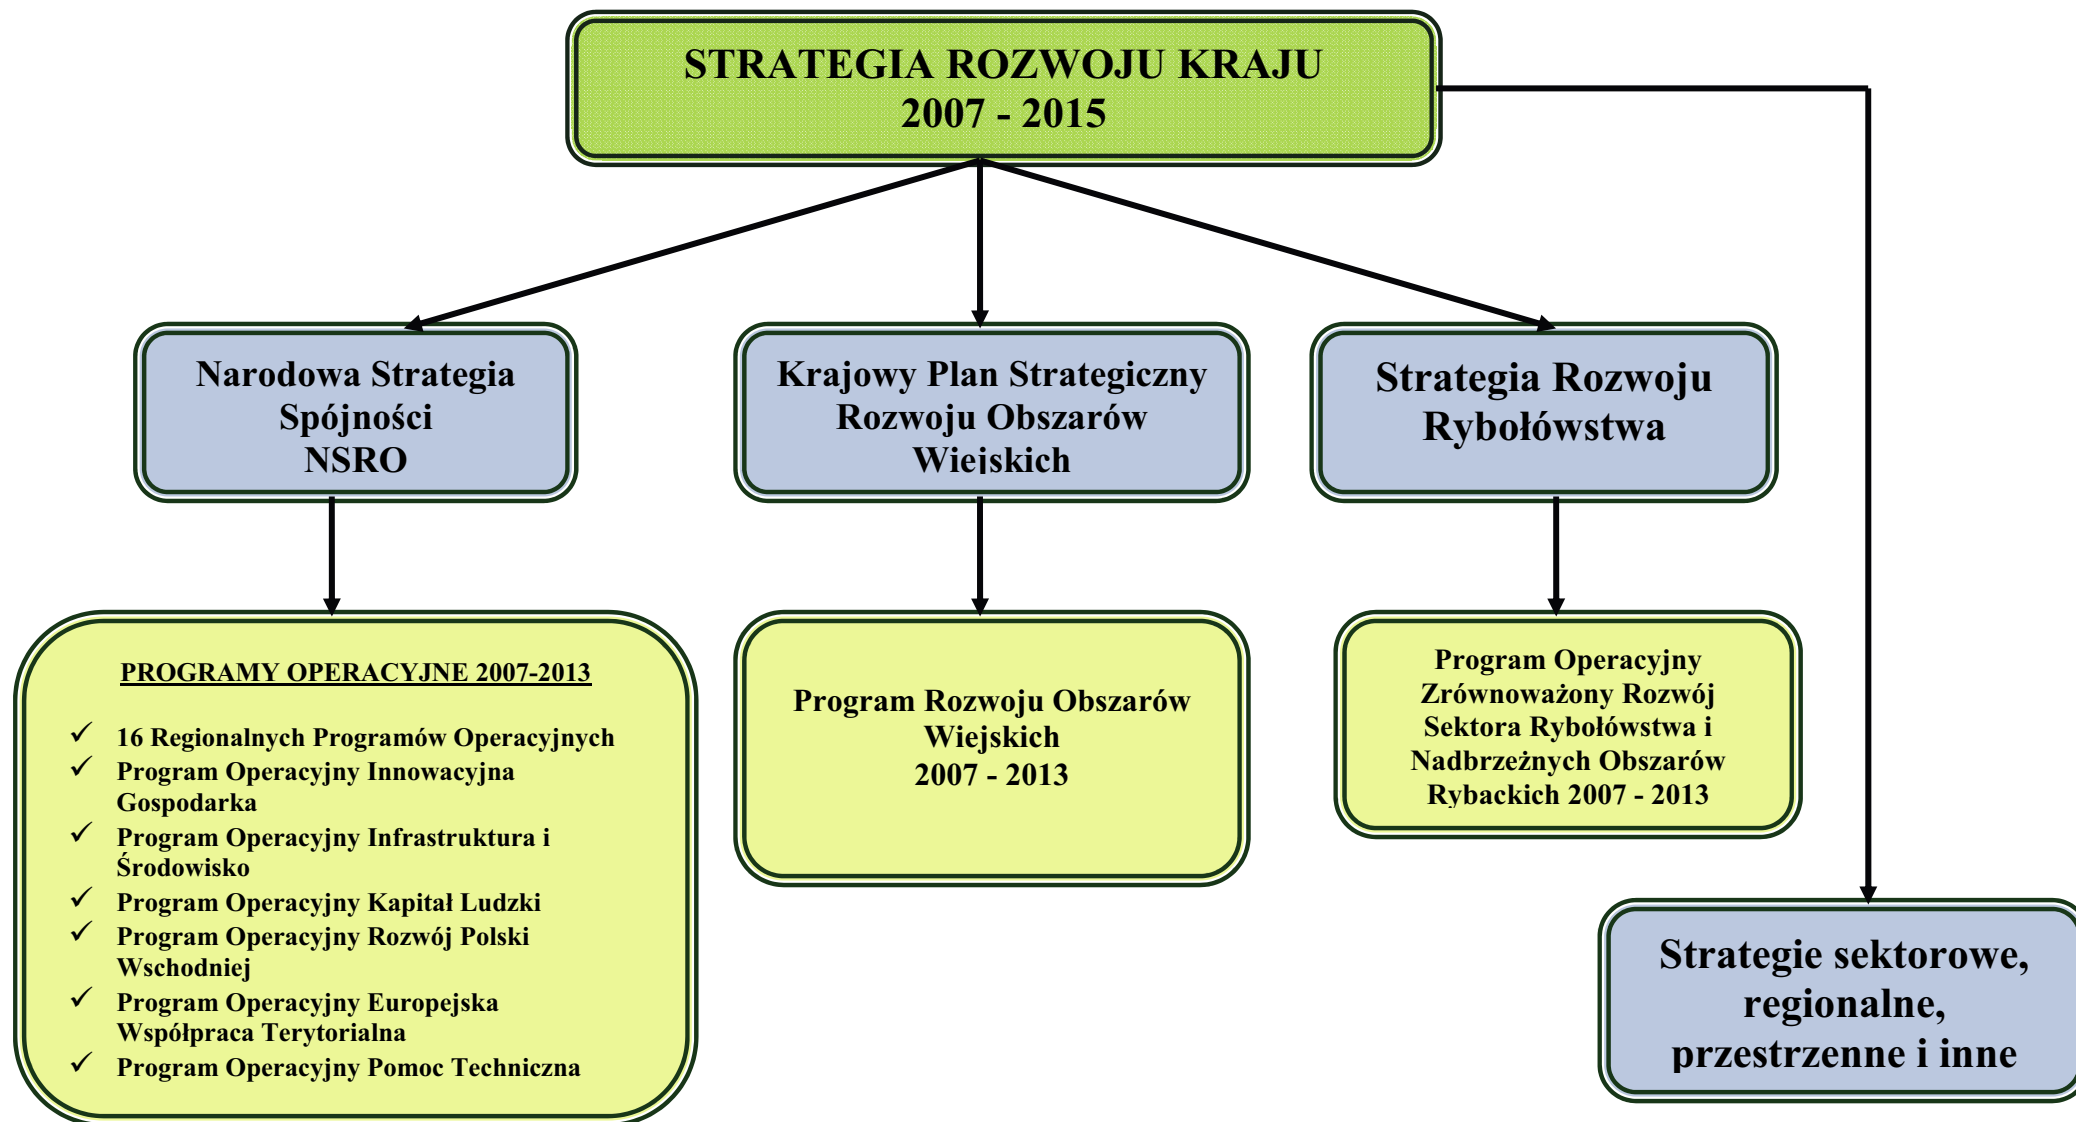 STRATEGIA ROZWOJU KRAJU
2007 - 2015
Narodowa Strategia
Spójności
NSRO
Krajowy Plan Strategiczny
Rozwoju Obszarów
Wiejskich
Strategia Rozwoju
Rybołówstwa
PROGRAMY OPERACYJNE 2007-2013
✓ 16 Regionalnych Programów Operacyjnych
✓ Program Operacyjny Innowacyjna
Gospodarka
✓ Program Operacyjny Infrastruktura i
Środowisko
✓ Program Operacyjny Kapitał Ludzki
✓ Program Operacyjny Rozwój Polski
Wschodniej
✓ Program Operacyjny Europejska
Współpraca Terytorialna
✓ Program Operacyjny Pomoc Techniczna
Program Rozwoju Obszarów
Wiejskich
2007 - 2013
Program Operacyjny
Zrównoważony Rozwój
Sektora Rybołówstwa i
Nadbrzeżnych Obszarów
Rybackich 2007 - 2013
Strategie sektorowe,
regionalne,
przestrzenne i inne